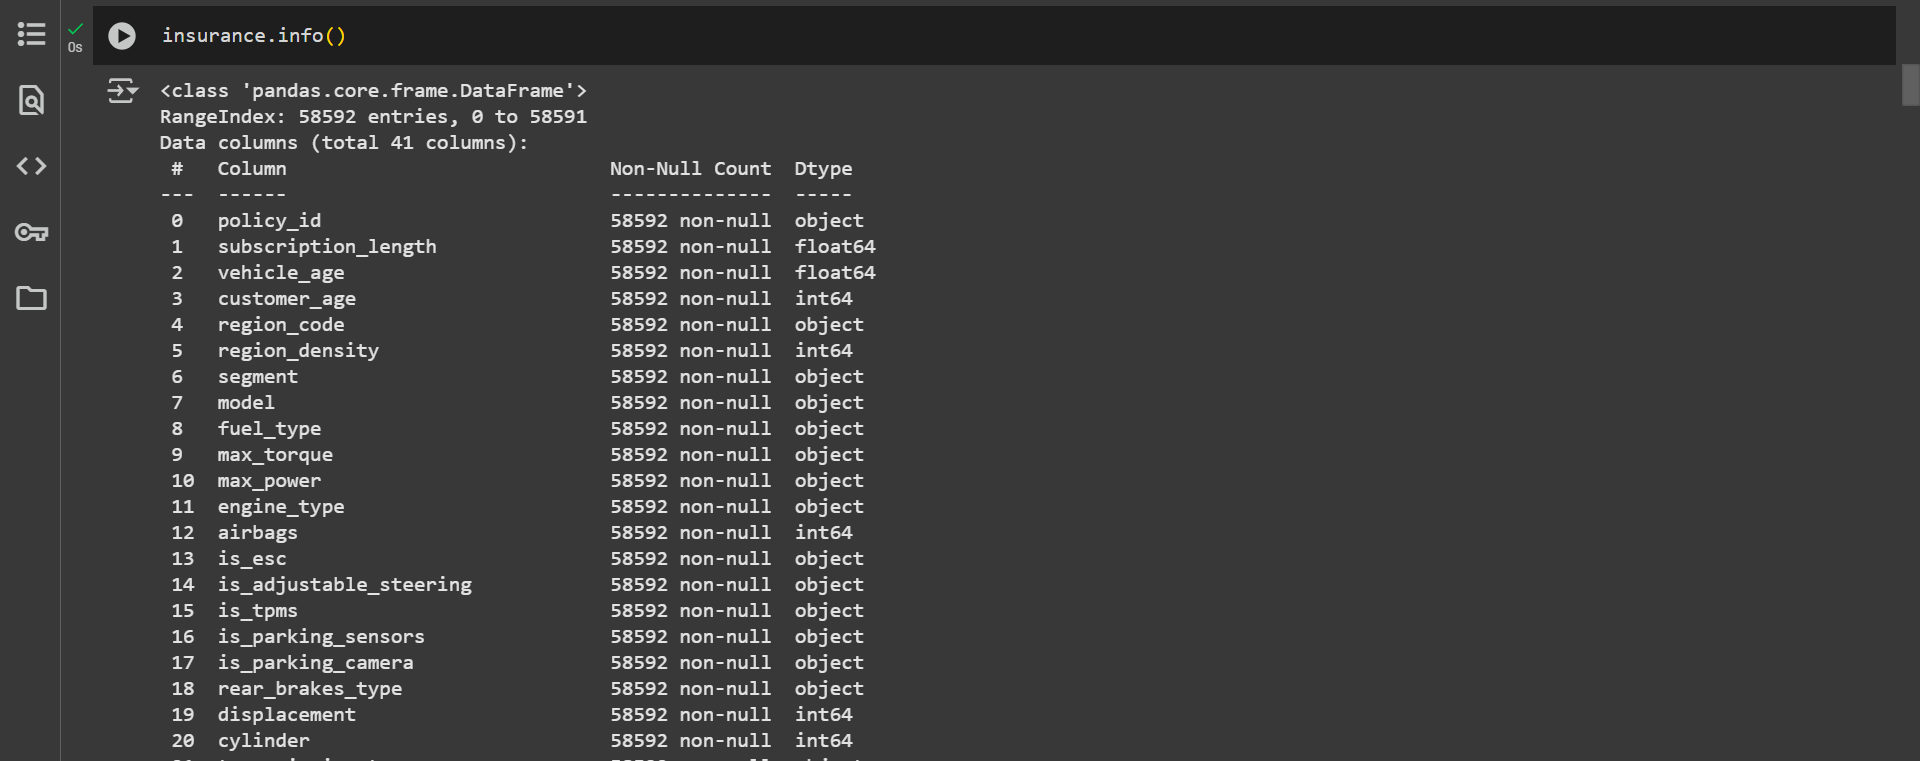 insurance.info()
0s
<class 'pandas.core.frame.DataFrame'>
RangeIndex: 58592 entries, 0 to 58591
Data columns (total 41 columns):
#   Column                            Non-Null Count  Dtype
---  ------                            --------------  -----
0   policy_id                         58592 non-null  object
1   subscription_length               58592 non-null  float64
2   vehicle_age                       58592 non-null  float64
3   customer_age                      58592 non-null  int64
4   region_code                       58592 non-null  object
5   region_density                    58592 non-null  int64
6   segment                           58592 non-null  object
7   model                             58592 non-null  object
8   fuel_type                         58592 non-null  object
9   max_torque                        58592 non-null  object
10  max_power                         58592 non-null  object
11  engine_type                       58592 non-null  object
12  airbags                           58592 non-null  int64
13  is_esc                            58592 non-null  object
14  is_adjustable_steering            58592 non-null  object
15  is_tpms                           58592 non-null  object
16  is_parking_sensors                58592 non-null  object
17  is_parking_camera                 58592 non-null  object
18  rear_brakes_type                  58592 non-null  object
19  displacement                      58592 non-null  int64
20  cylinder                          58592 non-null  int64